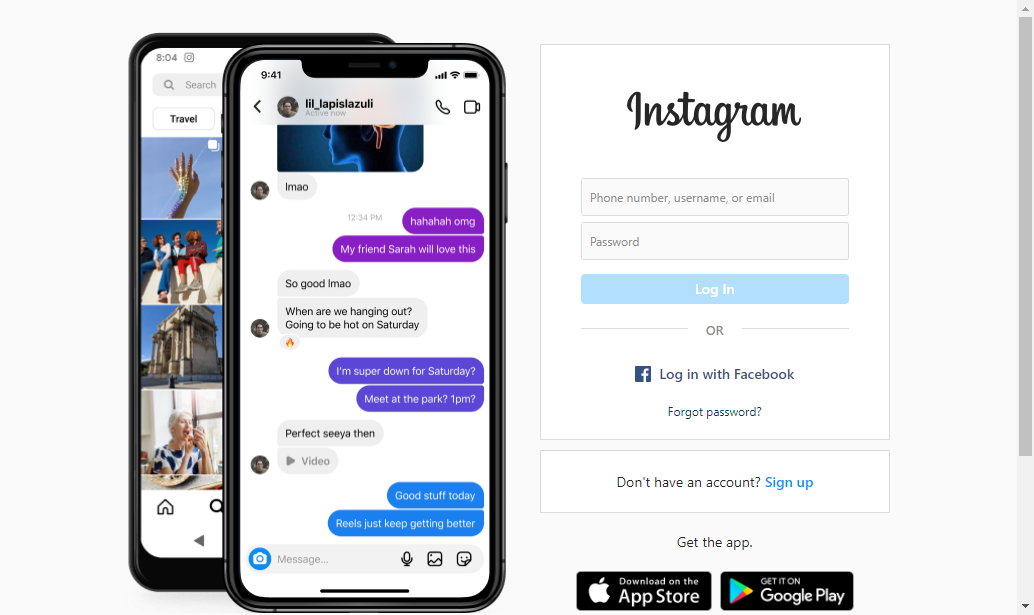 8:04
Search
Travel
9:41
lil_lapislazuli
Active now
lmao
12:34 PM
hahahah omg
My friend Sarah will love this
So good lmao
When are we hanging out?
Going to be hot on Saturday
I'm super down for Saturday?
Meet at the park? 1pm?
Perfect seeya then
Video
Good stuff today
Reels just keep getting better
Message...
Instagram
Phone number, username, or email
Password
Log In
OR
Log in with Facebook
Forgot password?
Don't have an account? Sign up
Get the app.
Download on the
App Store
GET IT ON
Google Play